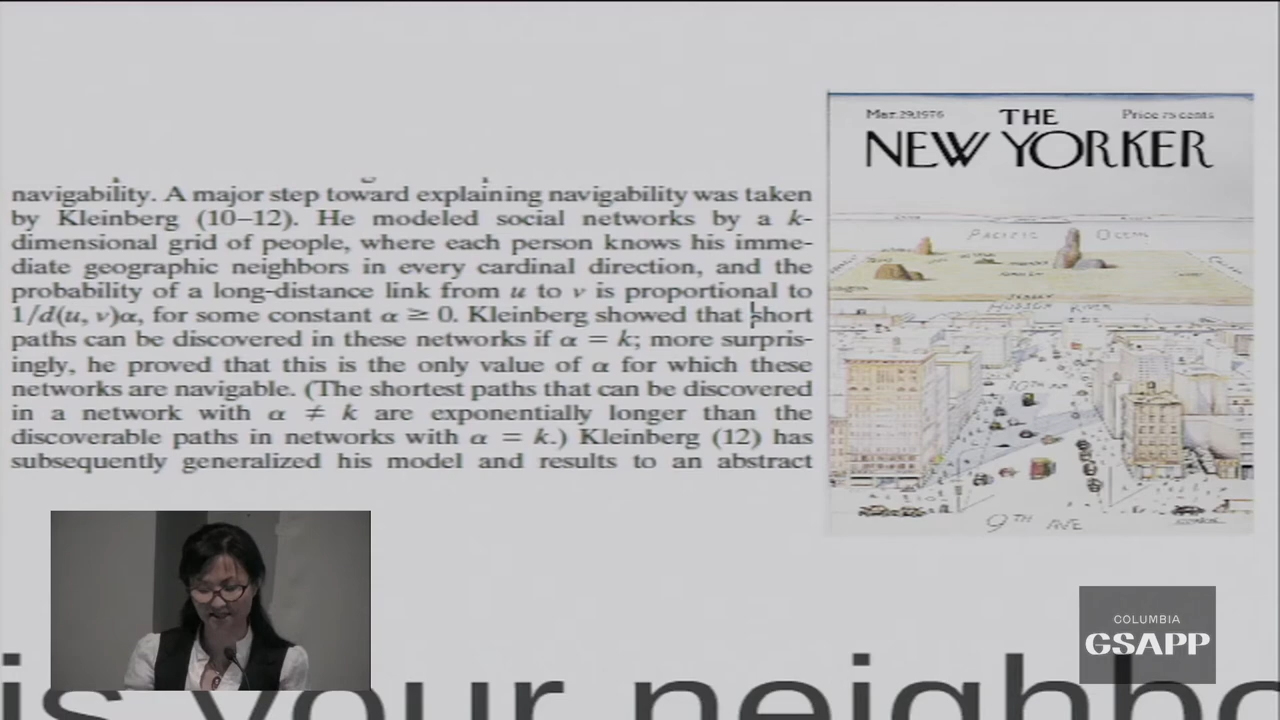 navigability. A major step toward explaining navigability was taken
by Kleinberg (10–12). He modeled social networks by a k-
dimensional grid of people, where each person knows his imme-
diate geographic neighbors in every cardinal direction, and the
probability of a long-distance link from u to v is proportional to
1/d(u, v)α, for some constant α ≥ 0. Kleinberg showed that short
paths can be discovered in these networks if α = k; more surpris-
ingly, he proved that this is the only value of α for which these
networks are navigable. (The shortest paths that can be discovered
in a network with α ≠ k are exponentially longer than the
discoverable paths in networks with α = k.) Kleinberg (12) has
subsequently generalized his model and results to an abstract
Mar. 29, 1976
THE
Price 75 cents
NEW YORKER
PACIFIC OCEAN
JERSEY
HUDSON RIVER
10TH AVE
9TH AVE
COLUMBIA
GSAPP
is your neighbo